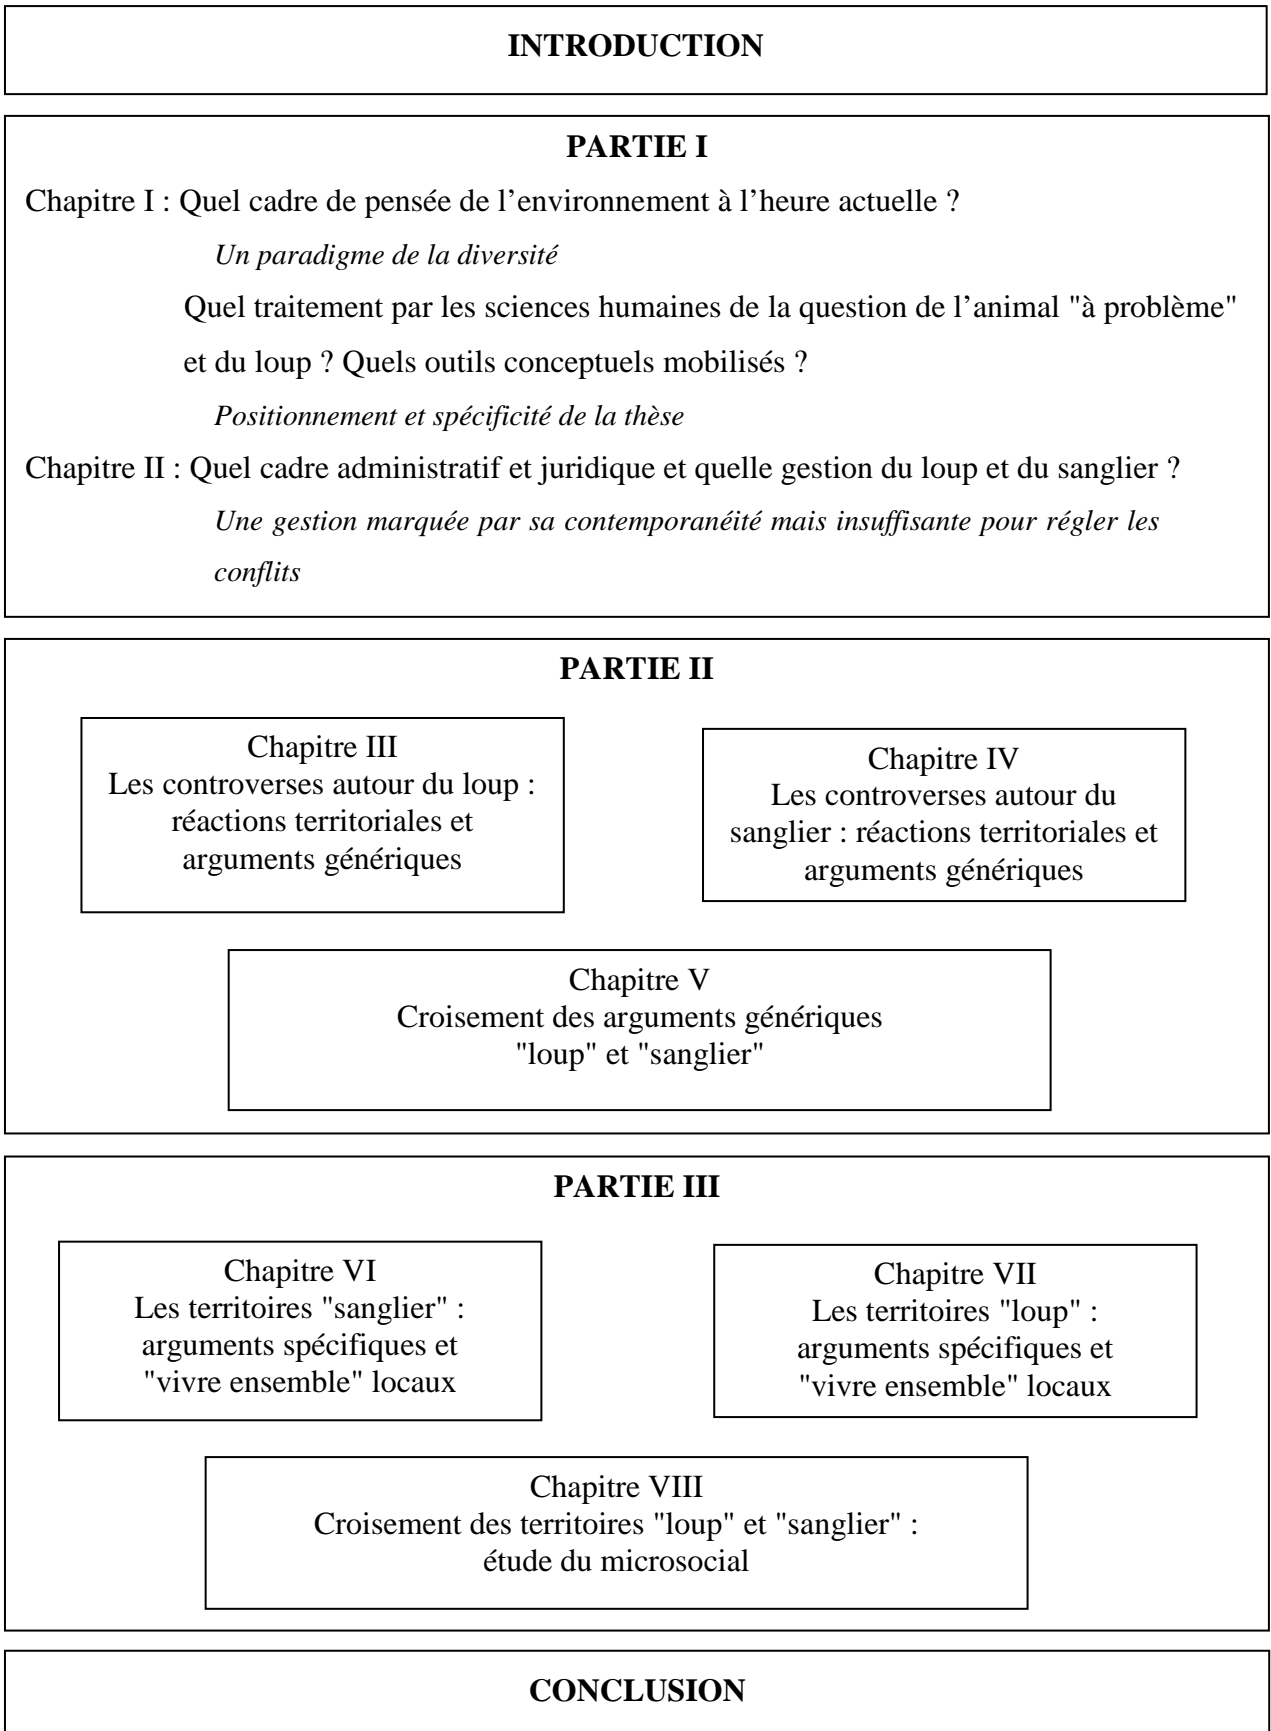 INTRODUCTION
PARTIE I
Chapitre I : Quel cadre de pensée de l’environnement à l’heure actuelle ?
Un paradigme de la diversité
Quel traitement par les sciences humaines de la question de l’animal "à problème"
et du loup ? Quels outils conceptuels mobilisés ?
Positionnement et spécificité de la thèse
Chapitre II : Quel cadre administratif et juridique et quelle gestion du loup et du sanglier ?
Une gestion marquée par sa contemporanéité mais insuffisante pour régler les
conflits
PARTIE II
Chapitre III
Les controverses autour du loup :
réactions territoriales et
arguments génériques
Chapitre IV
Les controverses autour du
sanglier : réactions territoriales et
arguments génériques
Chapitre V
Croisement des arguments génériques
"loup" et "sanglier"
PARTIE III
Chapitre VI
Les territoires "sanglier" :
arguments spécifiques et
"vivre ensemble" locaux
Chapitre VII
Les territoires "loup" :
arguments spécifiques et
"vivre ensemble" locaux
Chapitre VIII
Croisement des territoires "loup" et "sanglier" :
étude du microsocial
CONCLUSION